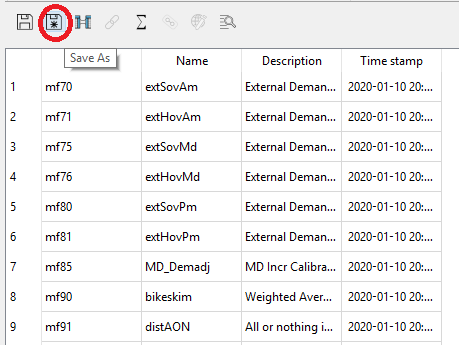 Save As
Name Description Time stamp
1 mf70 extSovAm External Deman... 2020-01-10 20:...
2 mf71 extHovAm External Deman... 2020-01-10 20:...
3 mf75 extSovMd External Deman... 2020-01-10 20:...
4 mf76 extHovMd External Deman... 2020-01-10 20:...
5 mf80 extSovPm External Deman... 2020-01-10 20:...
6 mf81 extHovPm External Deman... 2020-01-10 20:...
7 mf85 MD_Demadj MD Incr Calibra... 2020-01-10 20:...
8 mf90 bikeskim Weighted Aver... 2020-01-10 20:...
9 mf91 distAON All or nothing i... 2020-01-10 20:...